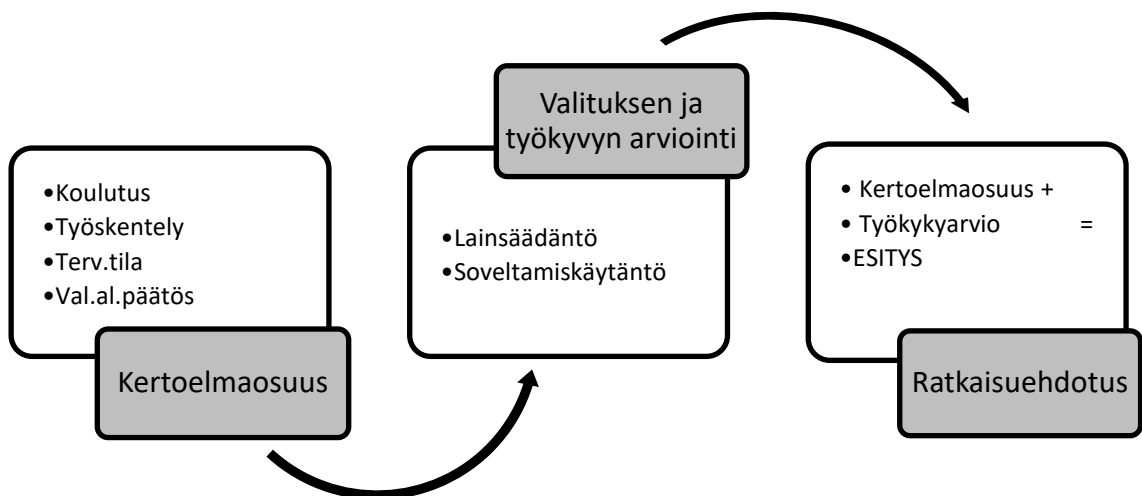 •Koulutus
•Työskentely
•Terv.tila
•Val.al.päätös
Kertoelmaosuus
Valituksen ja
työkyvyn arviointi
•Lainsäädäntö
•Soveltamiskäytäntö
• Kertoelmaosuus +
• Työkykyarvio =
•ESITYS
Ratkaisuehdotus